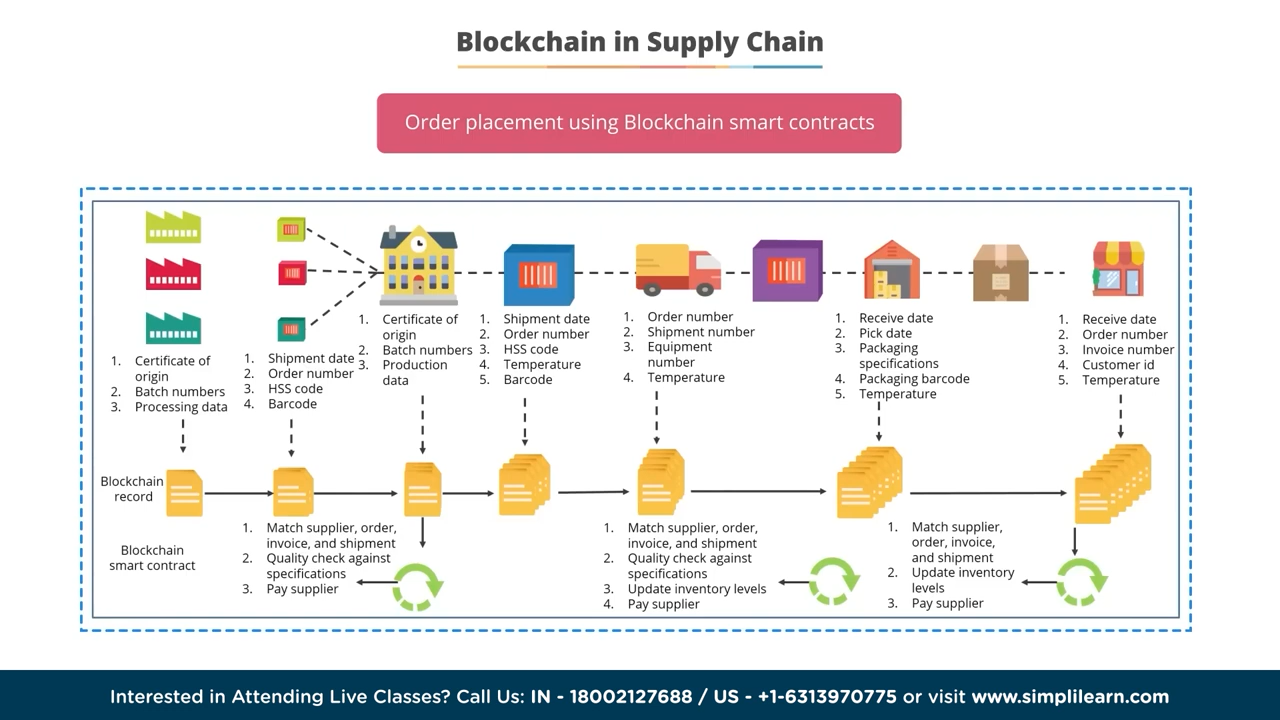 Blockchain in Supply Chain
Order placement using Blockchain smart contracts
1. Certificate of
origin
2. Batch numbers
3. Processing data
1. Shipment date
2. Order number
3. HSS code
4. Barcode
1. Certificate of
origin
2. Batch numbers
3. Production
data
1. Shipment date
2. Order number
3. HSS code
4. Temperature
5. Barcode
1. Order number
2. Shipment number
3. Equipment
number
4. Temperature
1. Receive date
2. Pick date
3. Packaging
specifications
4. Packaging barcode
5. Temperature
1. Receive date
2. Order number
3. Invoice number
4. Customer id
5. Temperature
Blockchain
record
Blockchain
smart contract
1. Match supplier, order,
invoice, and shipment
2. Quality check against
specifications
3. Pay supplier
1. Match supplier, order,
invoice, and shipment
2. Quality check against
specifications
3. Update inventory levels
4. Pay supplier
1. Match supplier,
order, invoice,
and shipment
2. Update inventory
levels
3. Pay supplier
Interested in Attending Live Classes? Call Us: IN - 18002127688 / US - +1-6313970775 or visit www.simplilearn.com